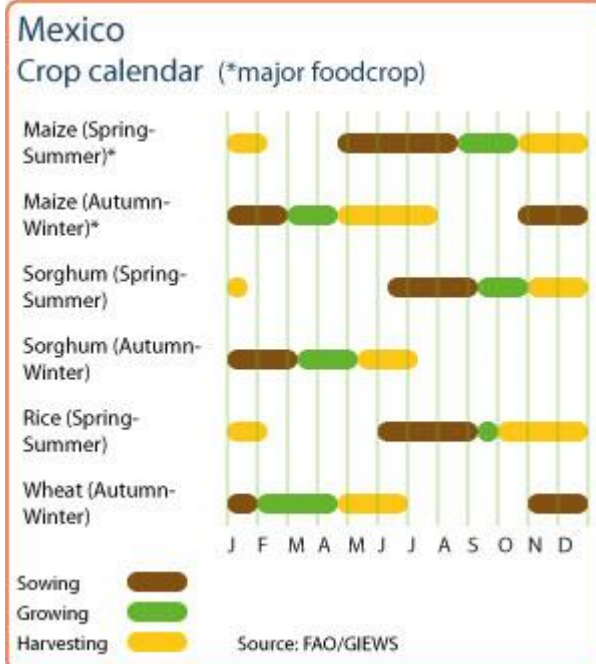 Mexico
Crop calendar (*major foodcrop)
Maize (Spring-
Summer)*
Maize (Autumn-
Winter)*
Sorghum (Spring-
Summer)
Sorghum (Autumn-
Winter)
Rice (Spring-
Summer)
Wheat (Autumn-
Winter)
J F M A M J J A S O N D
Sowing
Growing
Harvesting Source: FAO/GIEWS